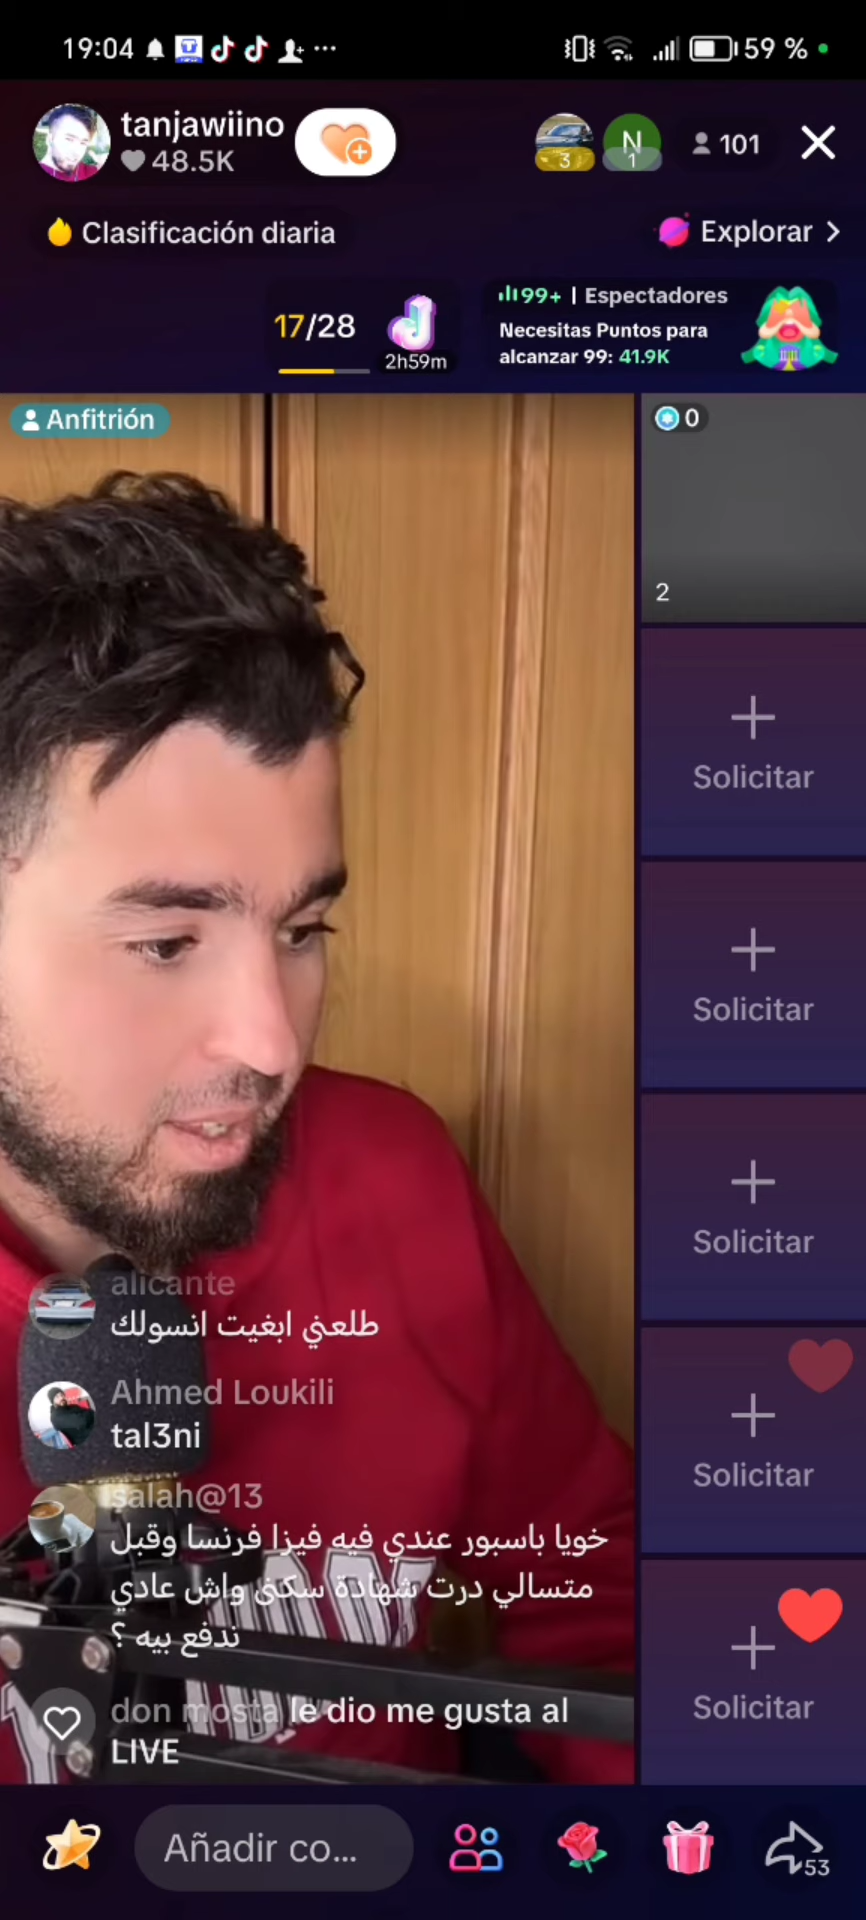 19:04
59 %
tanjawiino
48.5K
3
N
1
101
Clasificación diaria
Explorar
17/28
2h59m
99+ | Espectadores
Necesitas Puntos para
alcanzar 99: 41.9K
Anfitrión
0
2
Solicitar
Solicitar
Solicitar
Solicitar
Solicitar
alicante
طلعني ابغيت انسولك
Ahmed Loukili
tal3ni
salah@13
خويا باسبور عندي فيه فيزا فرنسا وقبل
متسالي درت شهادة سكنى واش عادي
ندفع بيه ؟
don mosta le dio me gusta al
LIVE
Añadir co...
53